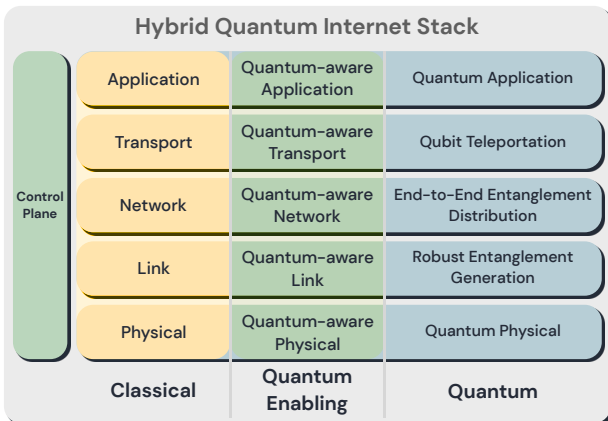 Hybrid Quantum Internet Stack
Control
Plane
Application
Quantum-aware
Application
Quantum Application
Transport
Quantum-aware
Transport
Qubit Teleportation
Network
Quantum-aware
Network
End-to-End Entanglement
Distribution
Link
Quantum-aware
Link
Robust Entanglement
Generation
Physical
Quantum-aware
Physical
Quantum Physical
Classical
Quantum
Enabling
Quantum